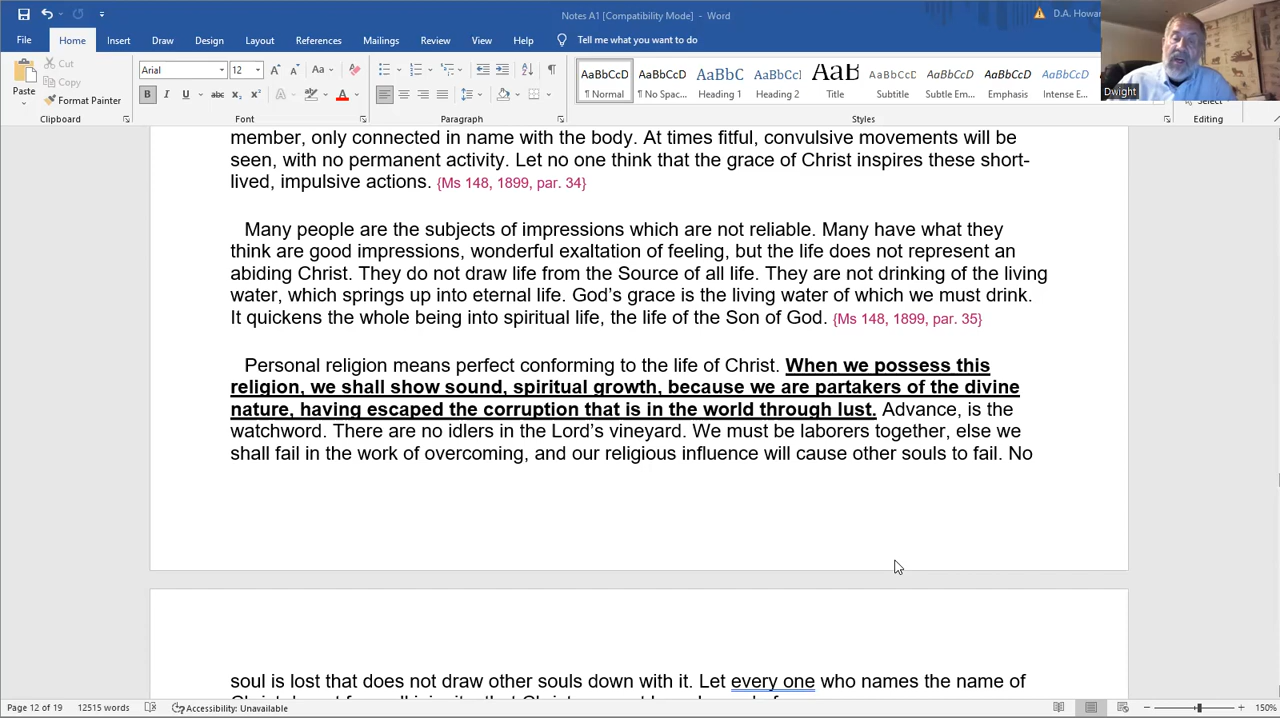 Notes A1 [Compatibility Mode] - Word
D.A. Howar
File Home Insert Draw Design Layout References Mailings Review View Help Tell me what you want to do
Dwight
Paste
Cut
Copy
Format Painter
Clipboard
Arial 12
Font
Paragraph
AaBbCcD AaBbCcD AaBbC AaBbCcI AaB AaBbCcD AaBbCcD AaBbCcD AaBbCcD
¶ Normal ¶ No Spac... Heading 1 Heading 2 Title Subtitle Subtle Em... Emphasis Intense E...
Styles
Select
Editing
member, only connected in name with the body. At times fitful, convulsive movements will be
seen, with no permanent activity. Let no one think that the grace of Christ inspires these short-
lived, impulsive actions. {Ms 148, 1899, par. 34}
Many people are the subjects of impressions which are not reliable. Many have what they
think are good impressions, wonderful exaltation of feeling, but the life does not represent an
abiding Christ. They do not draw life from the Source of all life. They are not drinking of the living
water, which springs up into eternal life. God’s grace is the living water of which we must drink.
It quickens the whole being into spiritual life, the life of the Son of God. {Ms 148, 1899, par. 35}
Personal religion means perfect conforming to the life of Christ. When we possess this
religion, we shall show sound, spiritual growth, because we are partakers of the divine
nature, having escaped the corruption that is in the world through lust. Advance, is the
watchword. There are no idlers in the Lord’s vineyard. We must be laborers together, else we
shall fail in the work of overcoming, and our religious influence will cause other souls to fail. No
soul is lost that does not draw other souls down with it. Let every one who names the name of
Page 12 of 19 12515 words Accessibility: Unavailable 150%